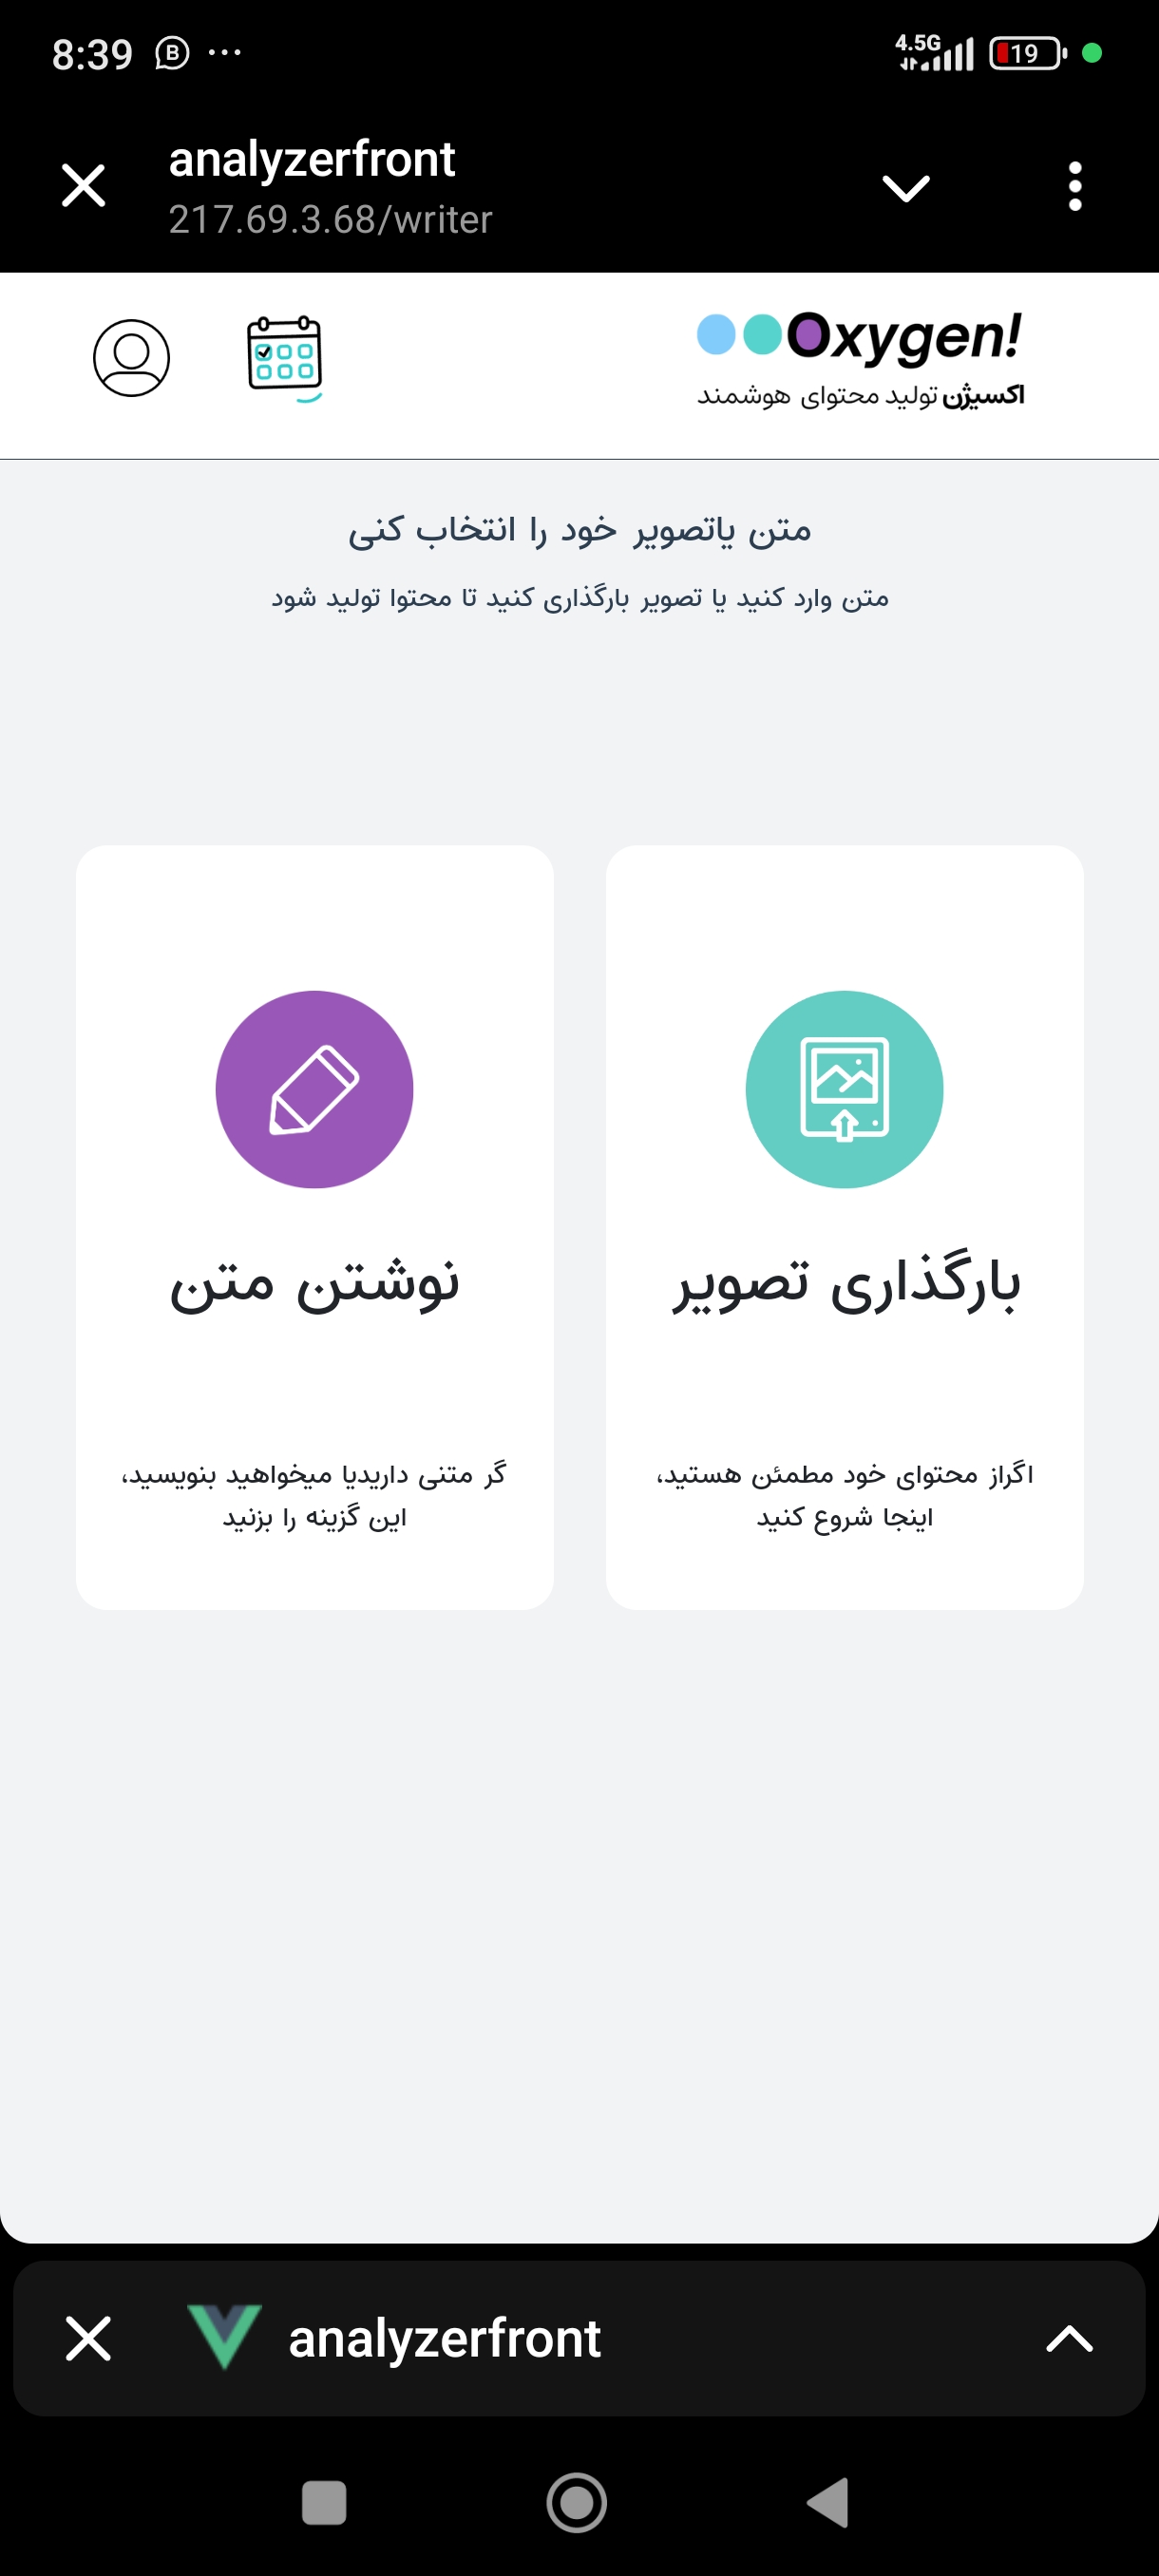 8:39
4.5G
19
analyzerfront
217.69.3.68/writer
Oxygen!
اکسیژن تولید محتوای هوشمند
متن یاتصویر خود را انتخاب کنی
متن وارد کنید یا تصویر بارگذاری کنید تا محتوا تولید شود
بارگذاری تصویر
اگراز محتوای خود مطمئن هستید،
اینجا شروع کنید
نوشتن متن
گر متنی داریدیا میخواهید بنویسید،
این گزینه را بزنید
analyzerfront